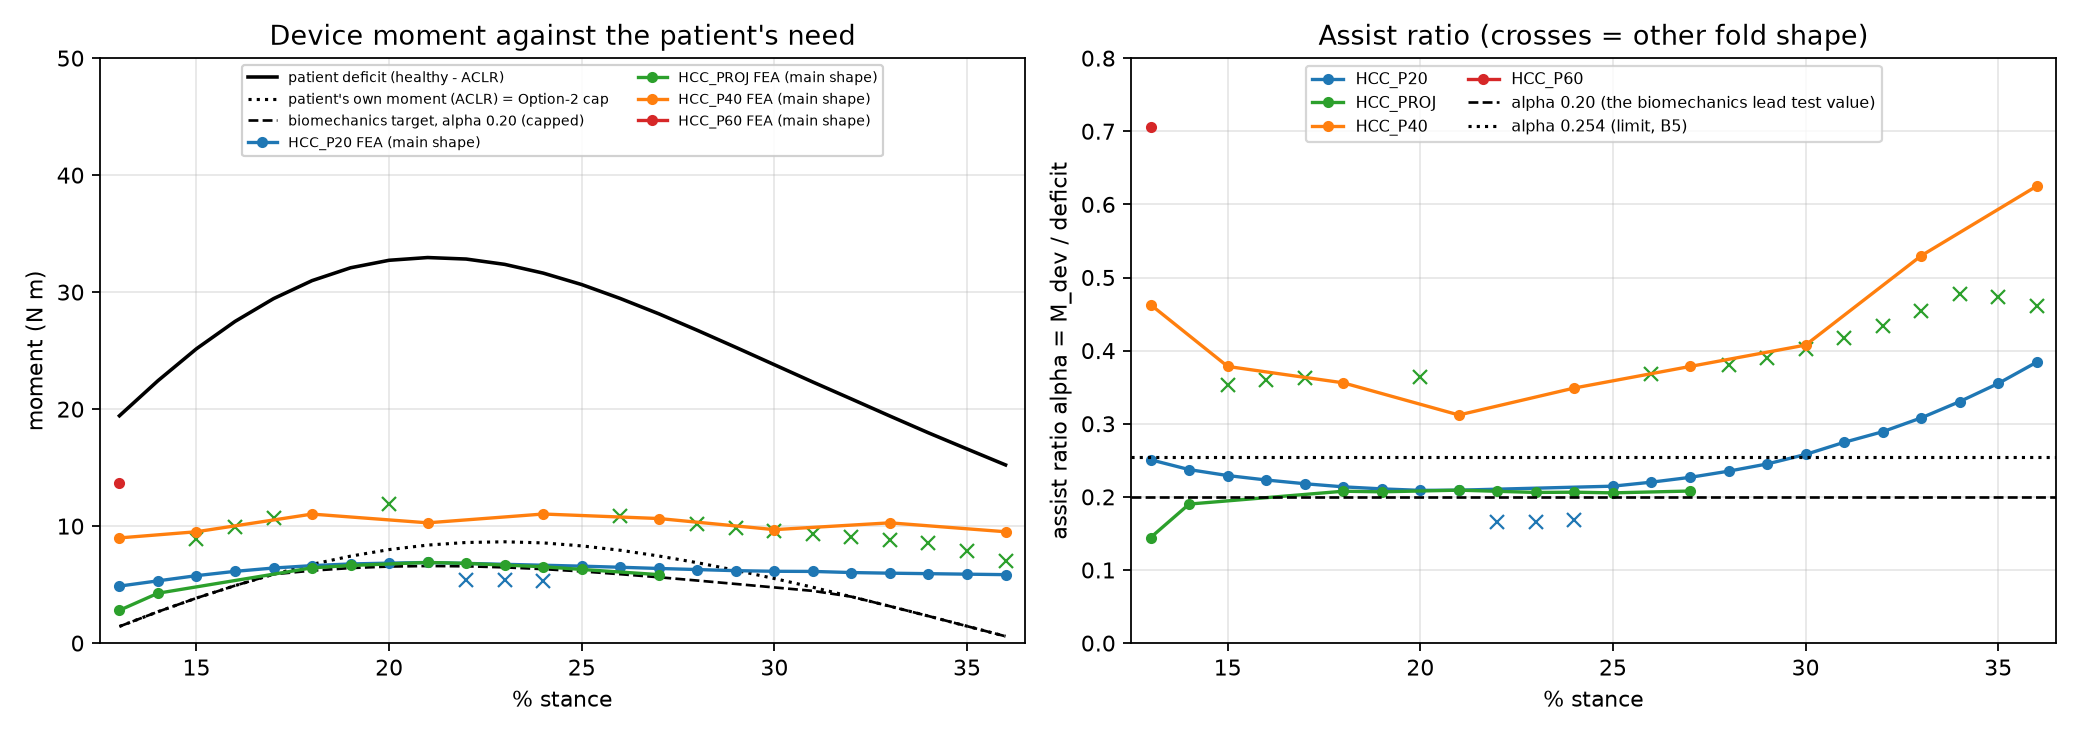 Device moment against the patient's need
50
40
30
20
10
0
moment (N m)
patient deficit (healthy - ACLR)
patient's own moment (ACLR) = Option-2 cap
biomechanics target, alpha 0.20 (capped)
HCC_P20 FEA (main shape)
HCC_PROJ FEA (main shape)
HCC_P40 FEA (main shape)
HCC_P60 FEA (main shape)
15 20 25 30 35
% stance
Assist ratio (crosses = other fold shape)
0.8
0.7
0.6
0.5
0.4
0.3
0.2
0.1
0.0
assist ratio alpha = M_dev / deficit
HCC_P20
HCC_PROJ
HCC_P40
HCC_P60
alpha 0.20 (the biomechanics lead test value)
alpha 0.254 (limit, B5)
15 20 25 30 35
% stance